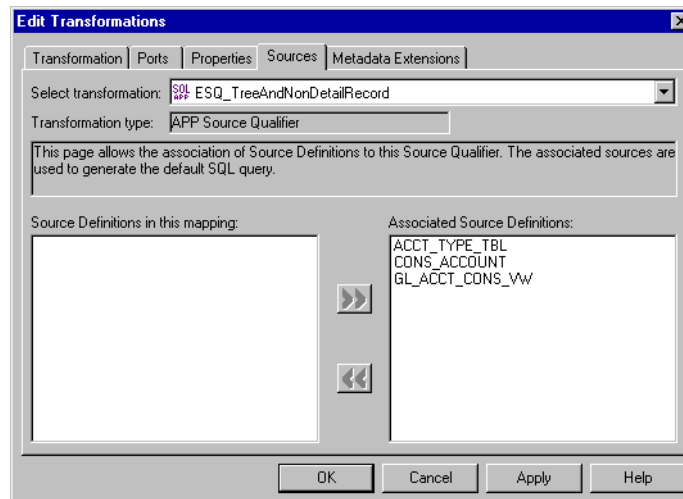 Edit Transformations
Transformation Ports Properties Sources Metadata Extensions
Select transformation: SQL APP ESQ_TreeAndNonDetailRecord
Transformation type: APP Source Qualifier
This page allows the association of Source Definitions to this Source Qualifier. The associated sources are
used to generate the default SQL query.
Source Definitions in this mapping: Associated Source Definitions:
ACCT_TYPE_TBL
CONS_ACCOUNT
GL_ACCT_CONS_VW
OK Cancel Apply Help